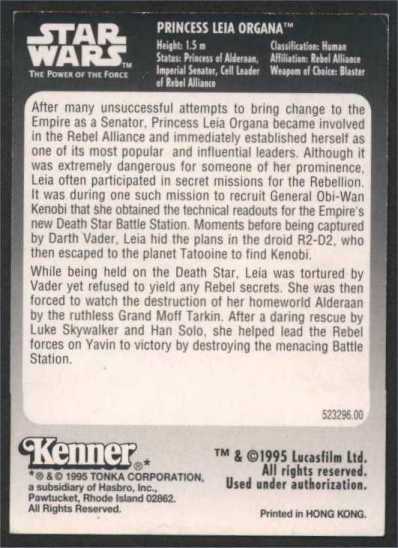 STAR WARS™
THE POWER OF THE FORCE
PRINCESS LEIA ORGANA™
Height: 1.5 m
Status: Princess of Alderaan,
Imperial Senator, Cell Leader
of Rebel Alliance
Classification: Human
Affiliation: Rebel Alliance
Weapom of Choice: Blaster
After many unsuccessful attempts to bring change to the
Empire as a Senator, Princess Leia Organa became involved
in the Rebel Alliance and immediately established herself as
one of its most popular and influential leaders. Although it
was extremely dangerous for someone of her prominence,
Leia often participated in secret missions for the Rebellion.
It was during one such mission to recruit General Obi-Wan
Kenobi that she obtained the technical readouts for the Empire's
new Death Star Battle Station. Moments before being captured
by Darth Vader, Leia hid the plans in the droid R2-D2, who
then escaped to the planet Tatooine to find Kenobi.
While being held on the Death Star, Leia was tortured by
Vader yet refused to yield any Rebel secrets. She was then
forced to watch the destruction of her homeworld Alderaan
by the ruthless Grand Moff Tarkin. After a daring rescue by
Luke Skywalker and Han Solo, she helped lead the Rebel
forces on Yavin to victory by destroying the menacing Battle
Station.
523296.00
Kenner®*
*® & © 1995 TONKA CORPORATION,
a subsidiary of Hasbro, Inc.,
Pawtucket, Rhode Island 02862.
All Rights Reserved.
™ & ©1995 Lucasfilm Ltd.
All rights reserved.
Used under authorization.
Printed in HONG KONG.